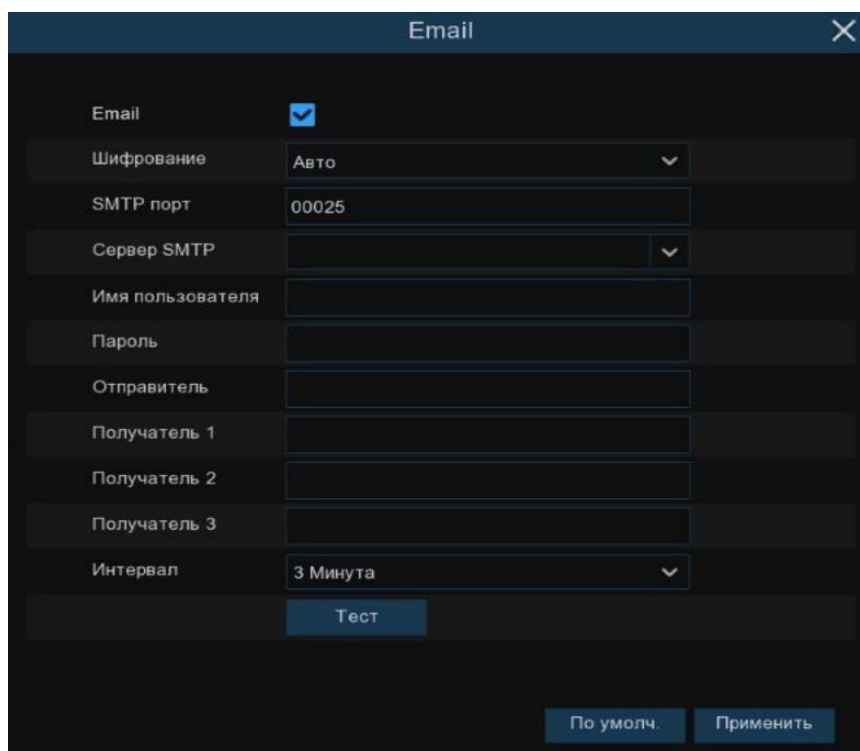 Email
Email
Шифрование Авто
SMTP порт 00025
Сервер SMTP
Имя пользователя
Пароль
Отправитель
Получатель 1
Получатель 2
Получатель 3
Интервал 3 Минута
Тест
По умолч. Применить